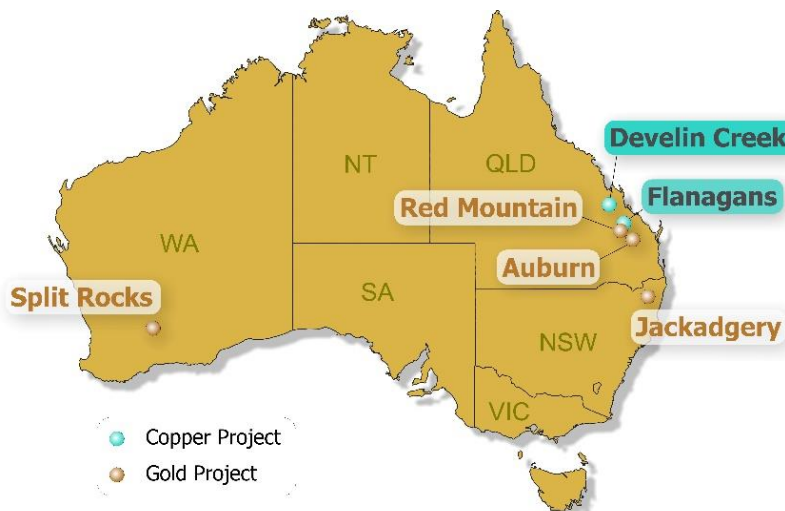 Develin Creek
NT
QLD
Flanagans
Red Mountain
WA
Auburn
Split Rocks
SA
Jackadgery
NSW
VIC
Copper Project
Gold Project